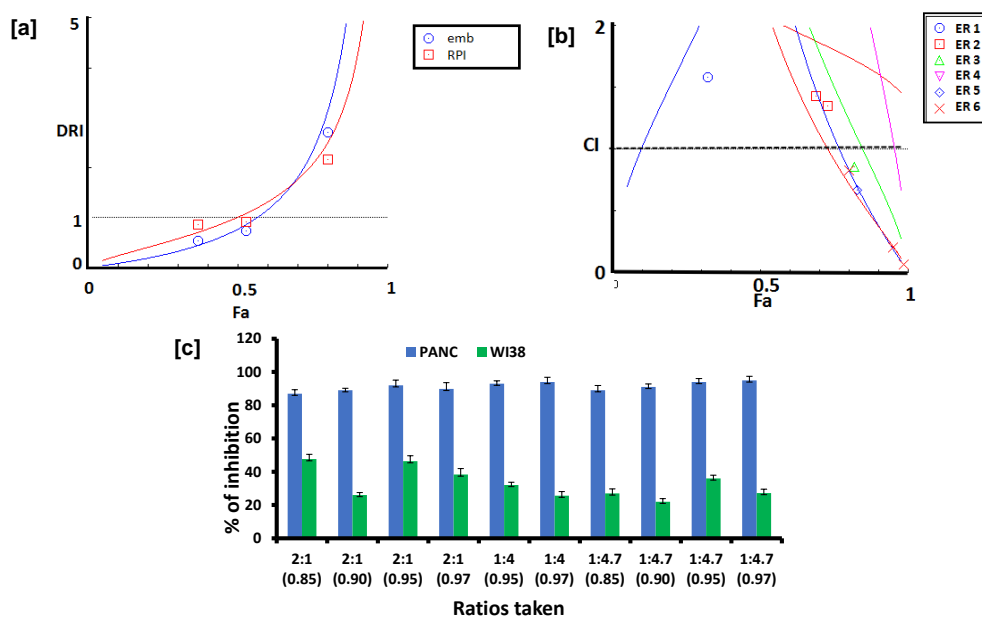 [a]
5
DRI
1
0
0
0.5
1
Fa
emb
RPI
[b]
2
CI
0
0
0.5
1
Fa
ER 1
ER 2
ER 3
ER 4
ER 5
ER 6
[c]
PANC
WI38
120
100
80
60
40
20
0
% of inhibition
2:1 2:1 2:1 2:1 1:4 1:4 1:4.7 1:4.7 1:4.7 1:4.7
(0.85) (0.90) (0.95) (0.97 (0.95) (0.97) (0.85) (0.90) (0.95) (0.97)
Ratios taken